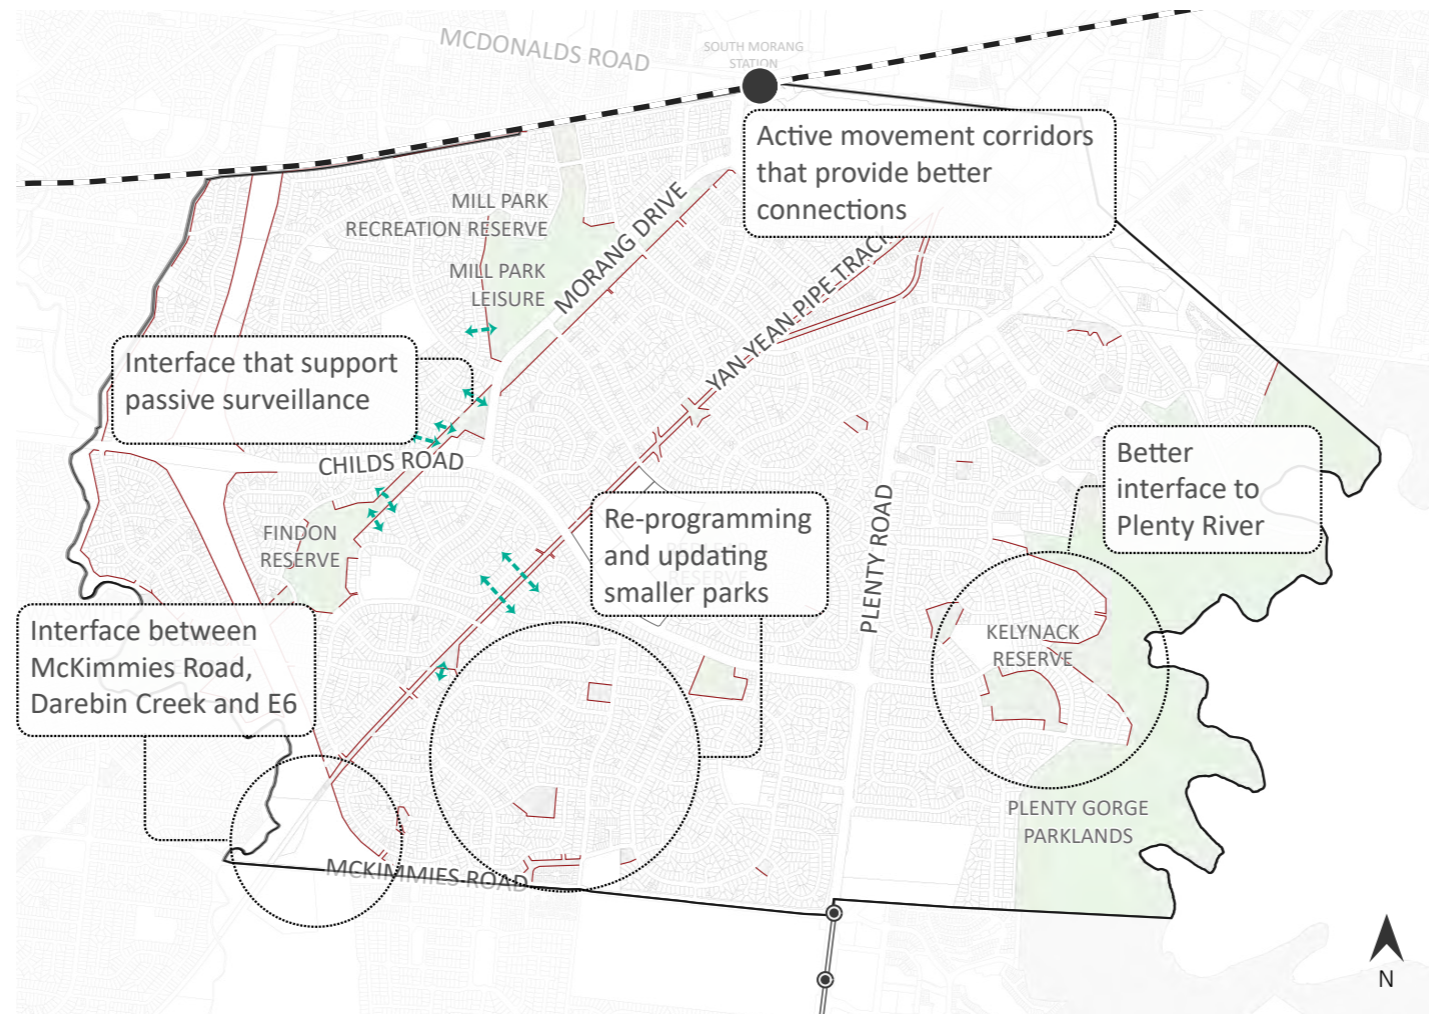 MCDONALDS ROAD
SOUTH MORANG
STATION
Active movement corridors
that provide better
connections
MILL PARK
RECREATION RESERVE
MILL PARK
LEISURE
MORANG DRIVE
YAN YEAN PIPE TRACK
Interface that support
passive surveillance
CHILDS ROAD
FINDON
RESERVE
Re-programming
and updating
smaller parks
PLENTY ROAD
Better
interface to
Plenty River
Interface between
McKimmies Road,
Darebin Creek and E6
KELYNACK
RESERVE
PLENTY GORGE
PARKLANDS
MCKIMMIES ROAD
N